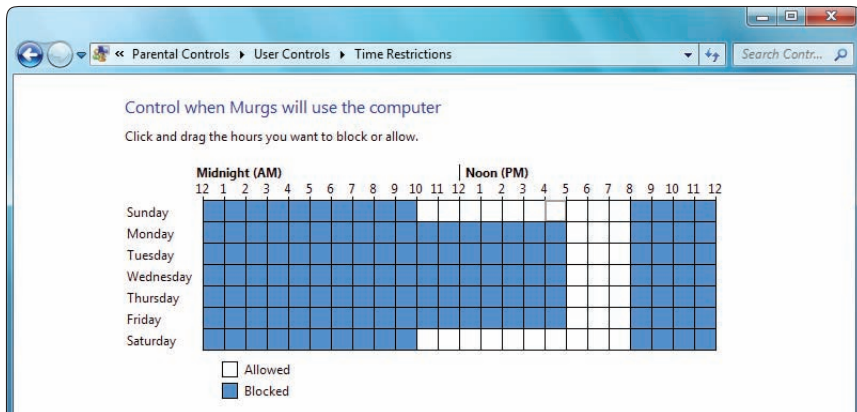 « Parental Controls ▸ User Controls ▸ Time Restrictions
Search Contr...
Control when Murgs will use the computer
Click and drag the hours you want to block or allow.
Midnight (AM) Noon (PM)
12 1 2 3 4 5 6 7 8 9 10 11 12 1 2 3 4 5 6 7 8 9 10 11 12
Sunday
Monday
Tuesday
Wednesday
Thursday
Friday
Saturday
Allowed
Blocked